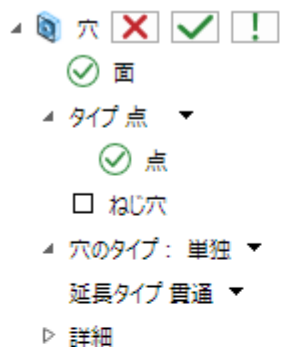 穴
面
タイプ 点
点
ねじ穴
穴のタイプ： 単独
延長タイプ 貫通
詳細